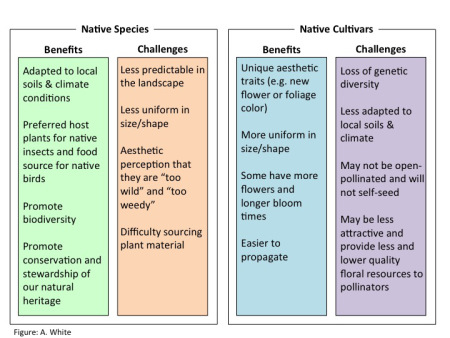 Native Species
Benefits
Adapted to local
soils & climate
conditions
Preferred host
plants for native
insects and food
source for native
birds
Promote
biodiversity
Promote
conservation and
stewardship of
our natural
heritage
Challenges
Less predictable in
the landscape
Less uniform in
size/shape
Aesthetic
perception that
they are “too
wild” and “too
weedy”
Difficulty sourcing
plant material
Native Cultivars
Benefits
Unique aesthetic
traits (e.g. new
flower or foliage
color)
More uniform in
size/shape
Some have more
flowers and
longer bloom
times
Easier to
propagate
Challenges
Loss of genetic
diversity
Less adapted to
local soils &
climate
May not be open-
pollinated and will
not self-seed
May be less
attractive and
provide less and
lower quality
floral resources to
pollinators
Figure: A. White